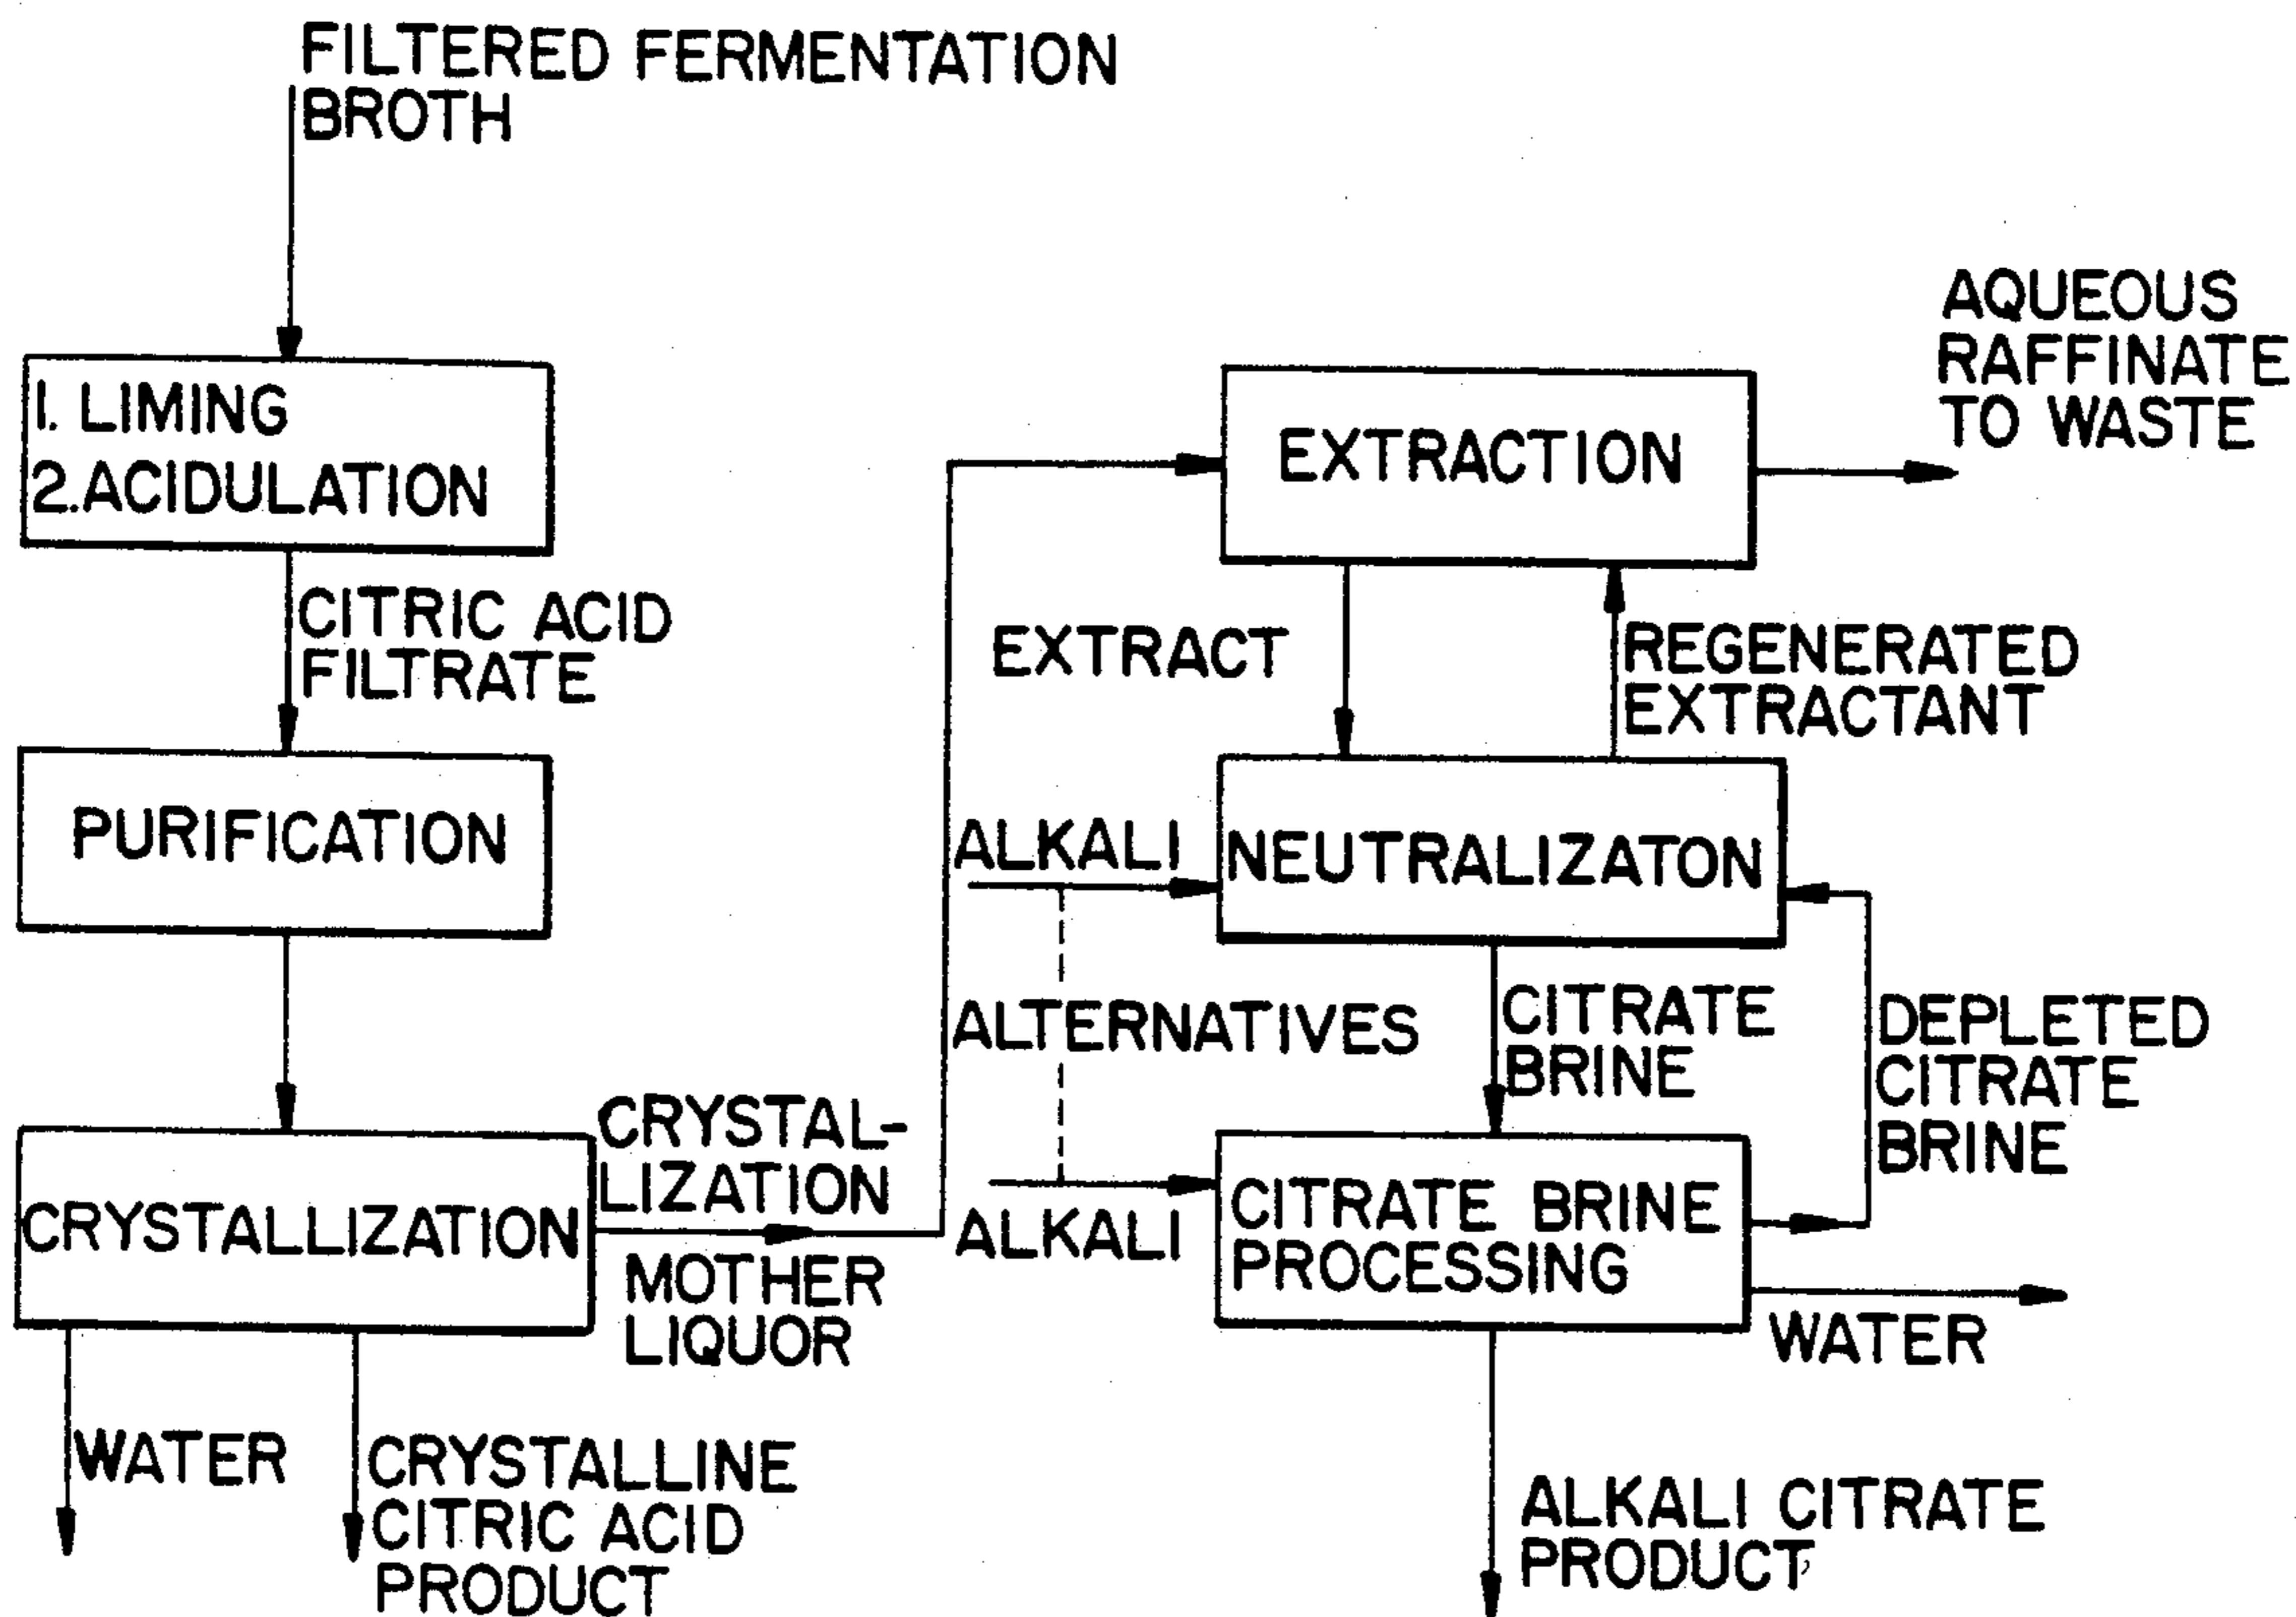 FILTERED FERMENTATION
BROTH
1. LIMING
2. ACIDULATION
CITRIC ACID
FILTRATE
PURIFICATION
CRYSTALLIZATION
CRYSTAL-
LIZATION
MOTHER
LIQUOR
WATER
CRYSTALLINE
CITRIC ACID
PRODUCT
EXTRACTION
AQUEOUS
RAFFINATE
TO WASTE
EXTRACT
REGENERATED
EXTRACTANT
ALKALI
NEUTRALIZATON
ALTERNATIVES
CITRATE
BRINE
DEPLETED
CITRATE
BRINE
ALKALI
CITRATE BRINE
PROCESSING
WATER
ALKALI CITRATE
PRODUCT